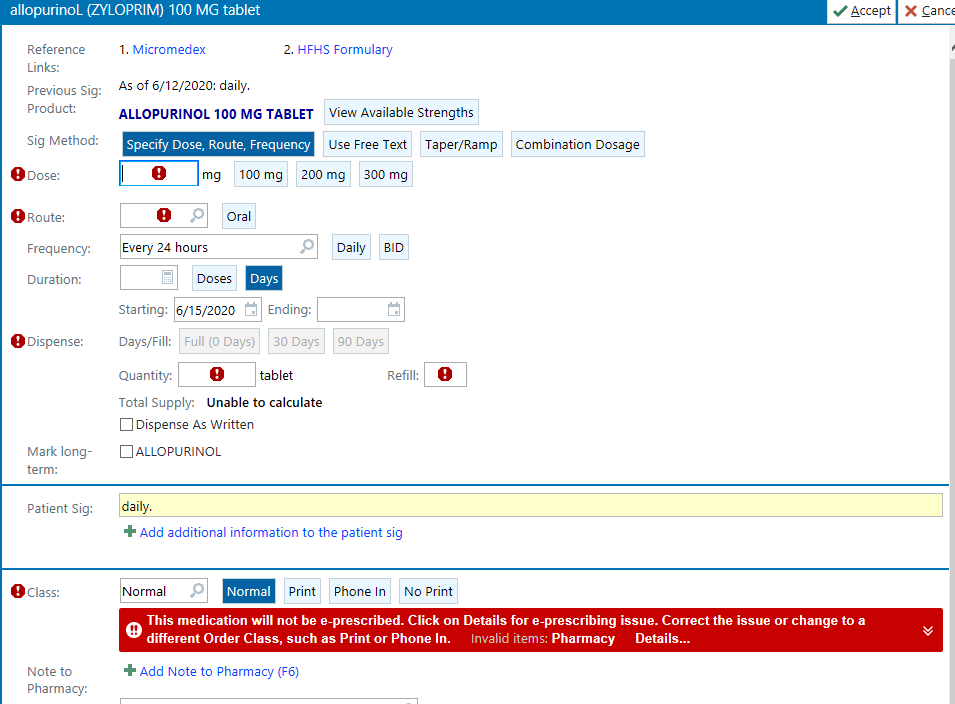 allopurinoL (ZYLOPRIM) 100 MG tablet
Accept
Cance
Reference Links:
1. Micromedex
2. HFHS Formulary
Previous Sig:
As of 6/12/2020: daily.
Product:
ALLOPURINOL 100 MG TABLET
View Available Strengths
Sig Method:
Specify Dose, Route, Frequency
Use Free Text
Taper/Ramp
Combination Dosage
Dose:
mg
100 mg
200 mg
300 mg
Route:
Oral
Frequency:
Every 24 hours
Daily
BID
Duration:
Doses
Days
Starting:
6/15/2020
Ending:
Dispense:
Days/Fill:
Full (0 Days)
30 Days
90 Days
Quantity:
tablet
Refill:
Total Supply:
Unable to calculate
Dispense As Written
Mark long-
term:
ALLOPURINOL
Patient Sig:
daily.
Add additional information to the patient sig
Class:
Normal
Normal
Print
Phone In
No Print
This medication will not be e-prescribed. Click on Details for e-prescribing issue. Correct the issue or change to a
different Order Class, such as Print or Phone In. Invalid items: Pharmacy Details...
Note to
Pharmacy:
Add Note to Pharmacy (F6)